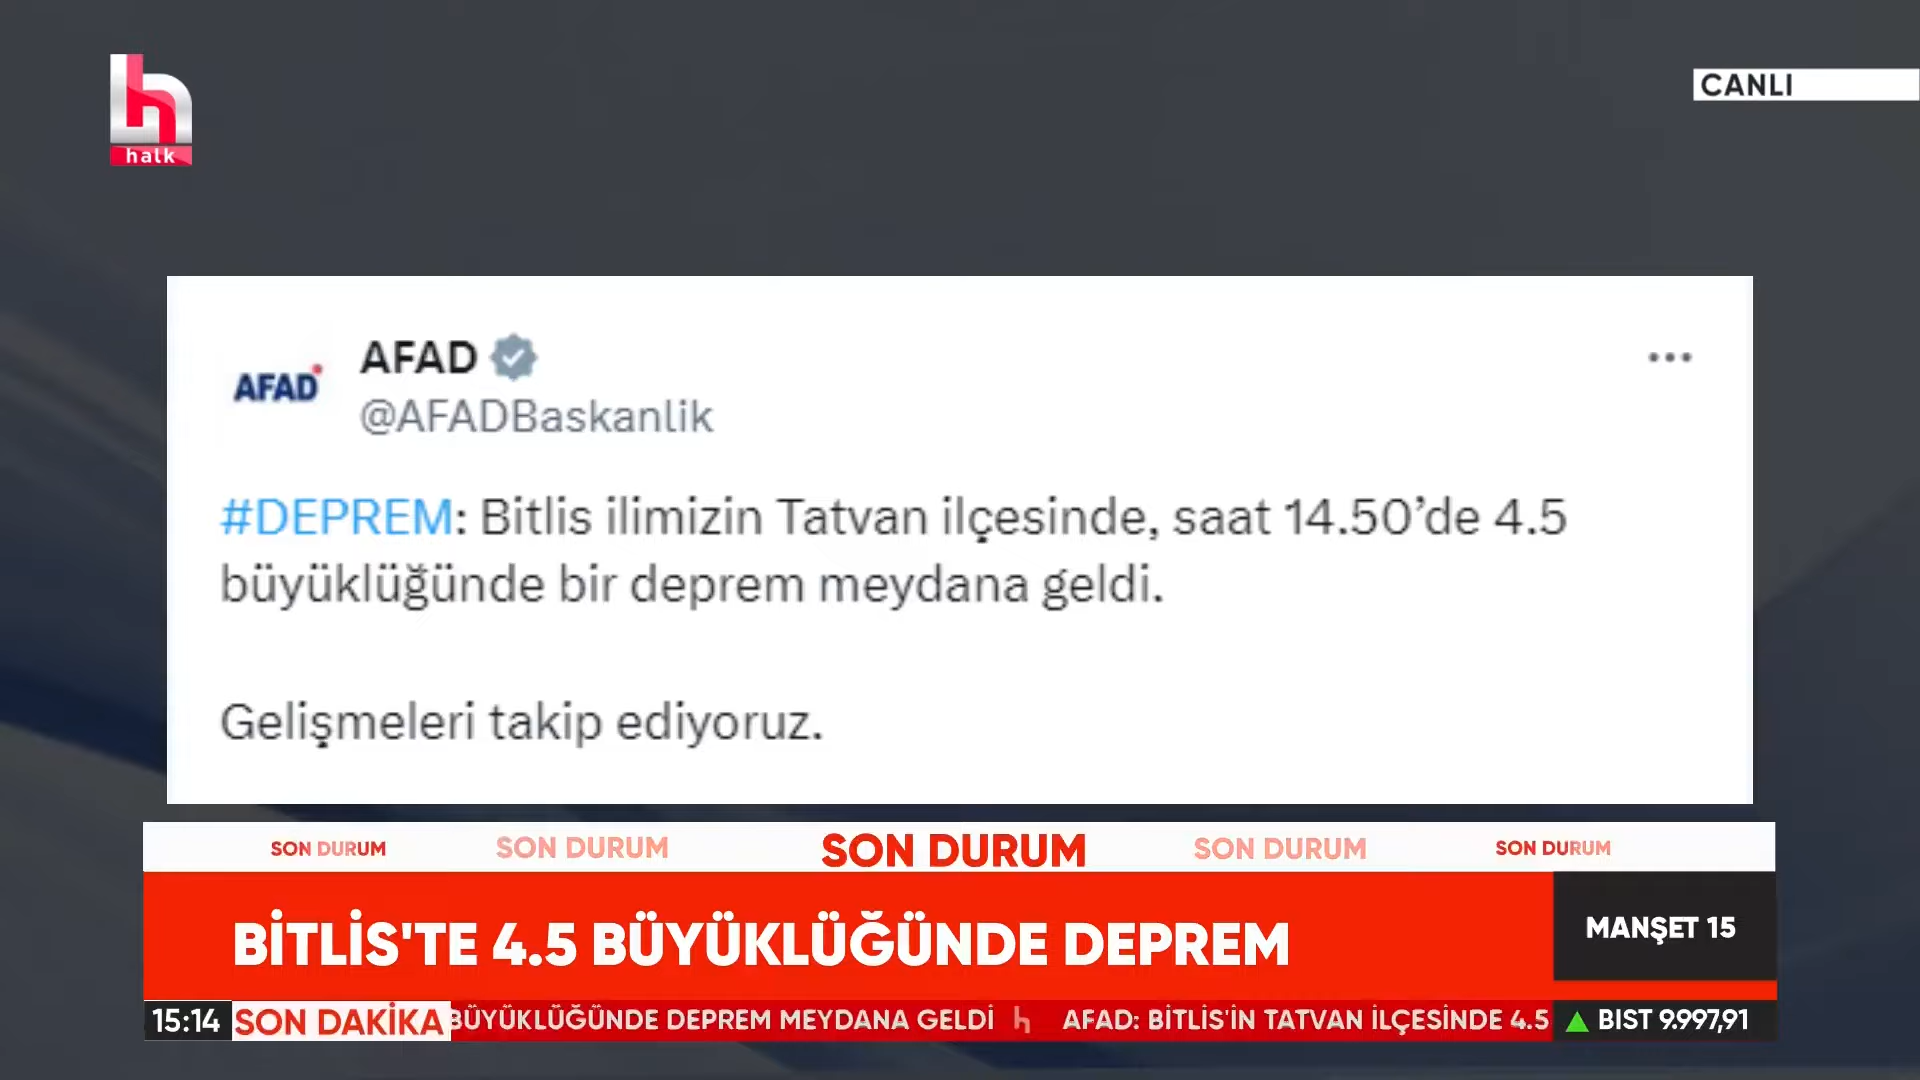 h
halk
CANLI
AFAD
AFAD
@AFADBaskanlik
#DEPREM: Bitlis ilimizin Tatvan ilçesinde, saat 14.50’de 4.5
büyüklüğünde bir deprem meydana geldi.
Gelişmeleri takip ediyoruz.
SON DURUM SON DURUM SON DURUM SON DURUM SON DURUM
BİTLİS'TE 4.5 BÜYÜKLÜĞÜNDE DEPREM
MANŞET 15
15:14 SON DAKİKA BÜYÜKLÜĞÜNDE DEPREM MEYDANA GELDİ h AFAD: BİTLİS'İN TATVAN İLÇESİNDE 4.5 BIST 9.997,91